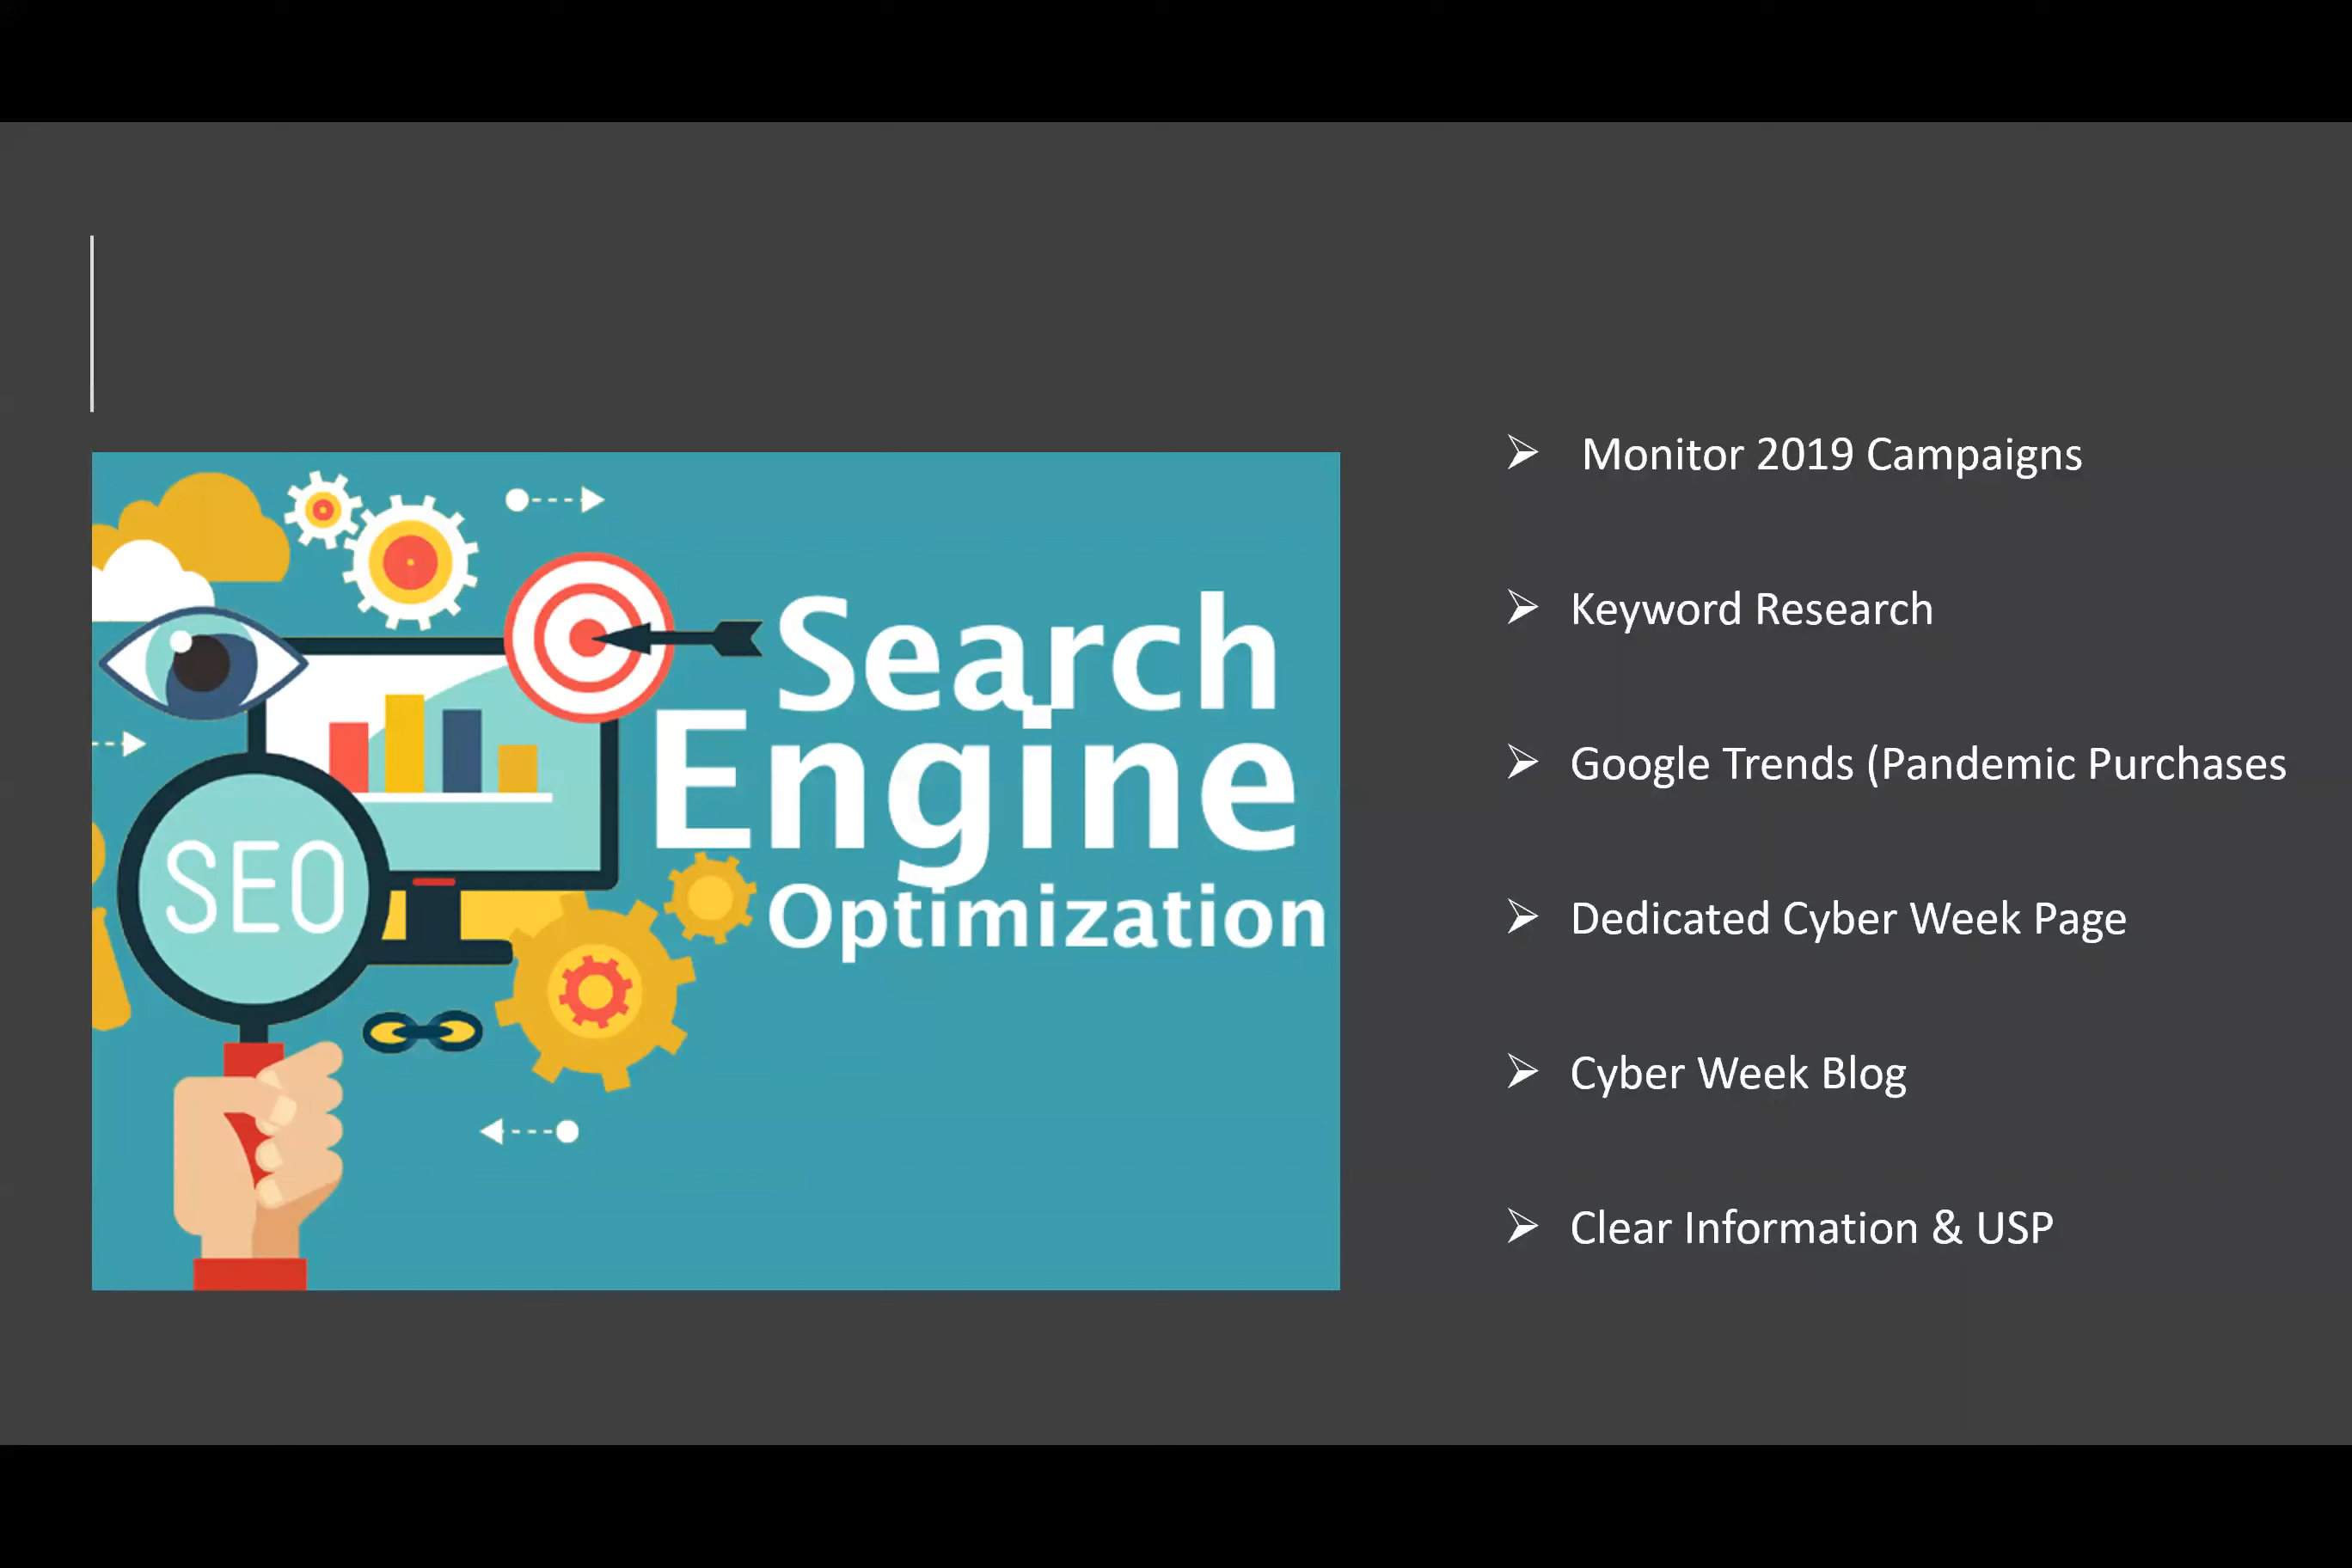 Search
Engine
Optimization
SEO
Monitor 2019 Campaigns
Keyword Research
Google Trends (Pandemic Purchases
Dedicated Cyber Week Page
Cyber Week Blog
Clear Information & USP